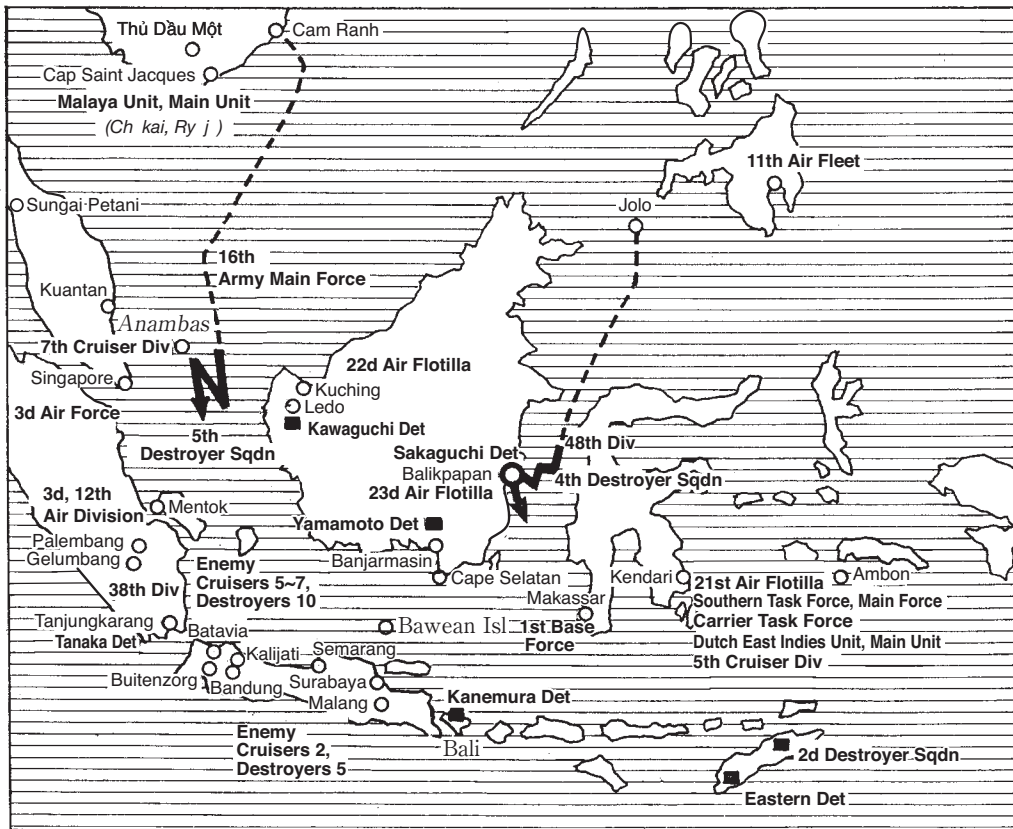 Thủ Dầu Một
Cam Ranh
Cap Saint Jacques
Malaya Unit, Main Unit
(Ch kai, Ry j )
11th Air Fleet
Sungai Petani
Jolo
16th
Army Main Force
Kuantan
Anambas
7th Cruiser Div
22d Air Flotilla
Singapore
Kuching
3d Air Force
Ledo
Kawaguchi Det
5th
Destroyer Sqdn
48th Div
Sakaguchi Det
Balikpapan
4th Destroyer Sqdn
23d Air Flotilla
3d, 12th
Air Division
Mentok
Yamamoto Det
Palembang
Gelumbang
Banjarmasin
Enemy
Cruisers 5~7,
Destroyers 10
Cape Selatan
Kendari
21st Air Flotilla
Ambon
38th Div
Makassar
Southern Task Force, Main Force
Carrier Task Force
Tanjungkarang
Bawean Isl
1st Base
Force
Tanaka Det
Batavia
Dutch East Indies Unit, Main Unit
5th Cruiser Div
Kalijati
Semarang
Buitenzorg
Bandung
Surabaya
Malang
Kanemura Det
Enemy
Cruisers 2,
Destroyers 5
Bali
2d Destroyer Sqdn
Eastern Det